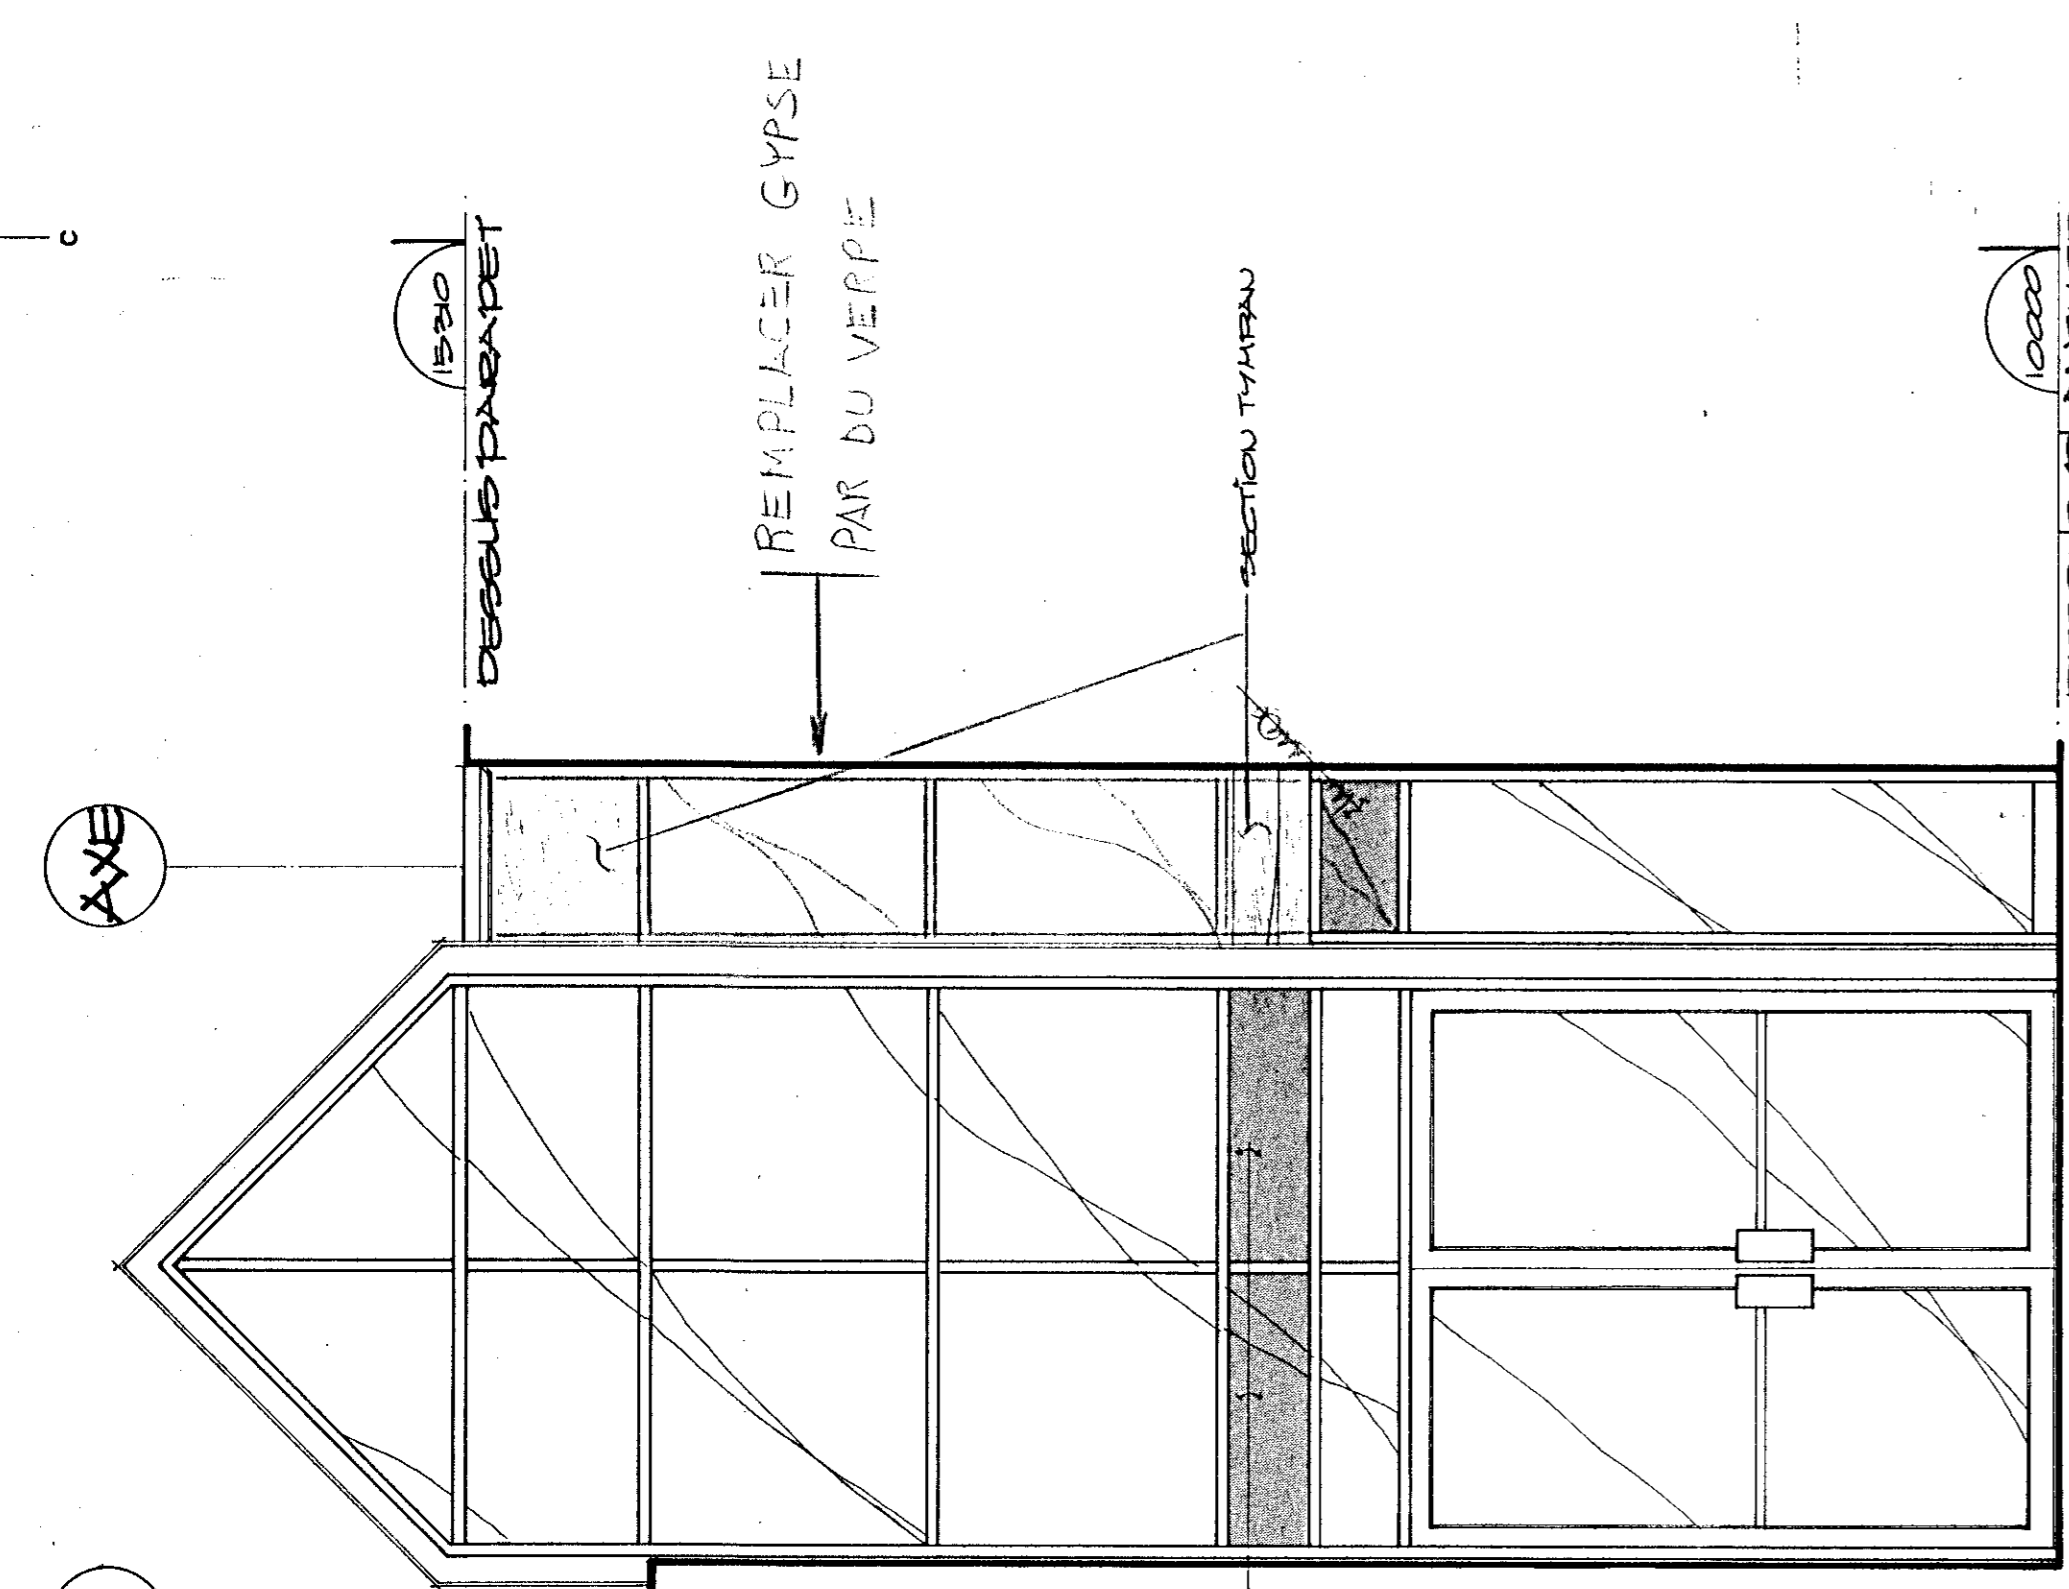 C
15310
DESSUS PARAPET
REMPLACER GYPSE
PAR DU VERRE
SECTION TYMPAN
10000
AXE